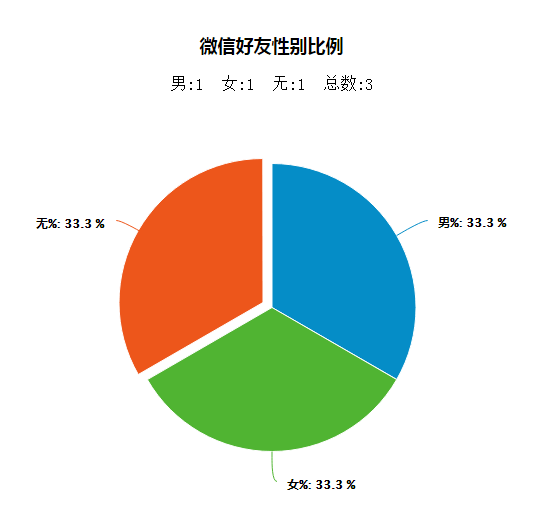 微信好友性别比例
男:1 女:1 无:1 总数:3
无%: 33.3 %
男%: 33.3 %
女%: 33.3 %